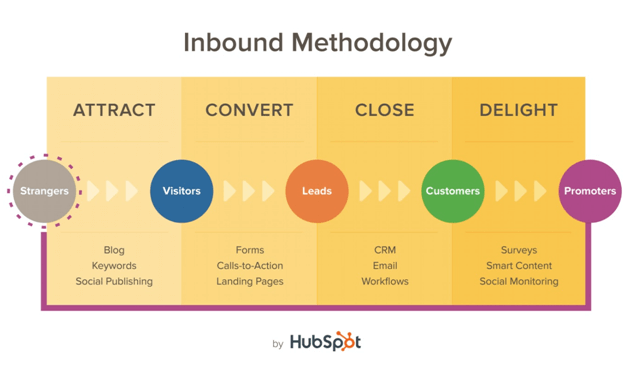 Inbound Methodology
ATTRACT
CONVERT
CLOSE
DELIGHT
Strangers
Visitors
Leads
Customers
Promoters
Blog
Keywords
Social Publishing
Forms
Calls-to-Action
Landing Pages
CRM
Email
Workflows
Surveys
Smart Content
Social Monitoring
by HubSpot